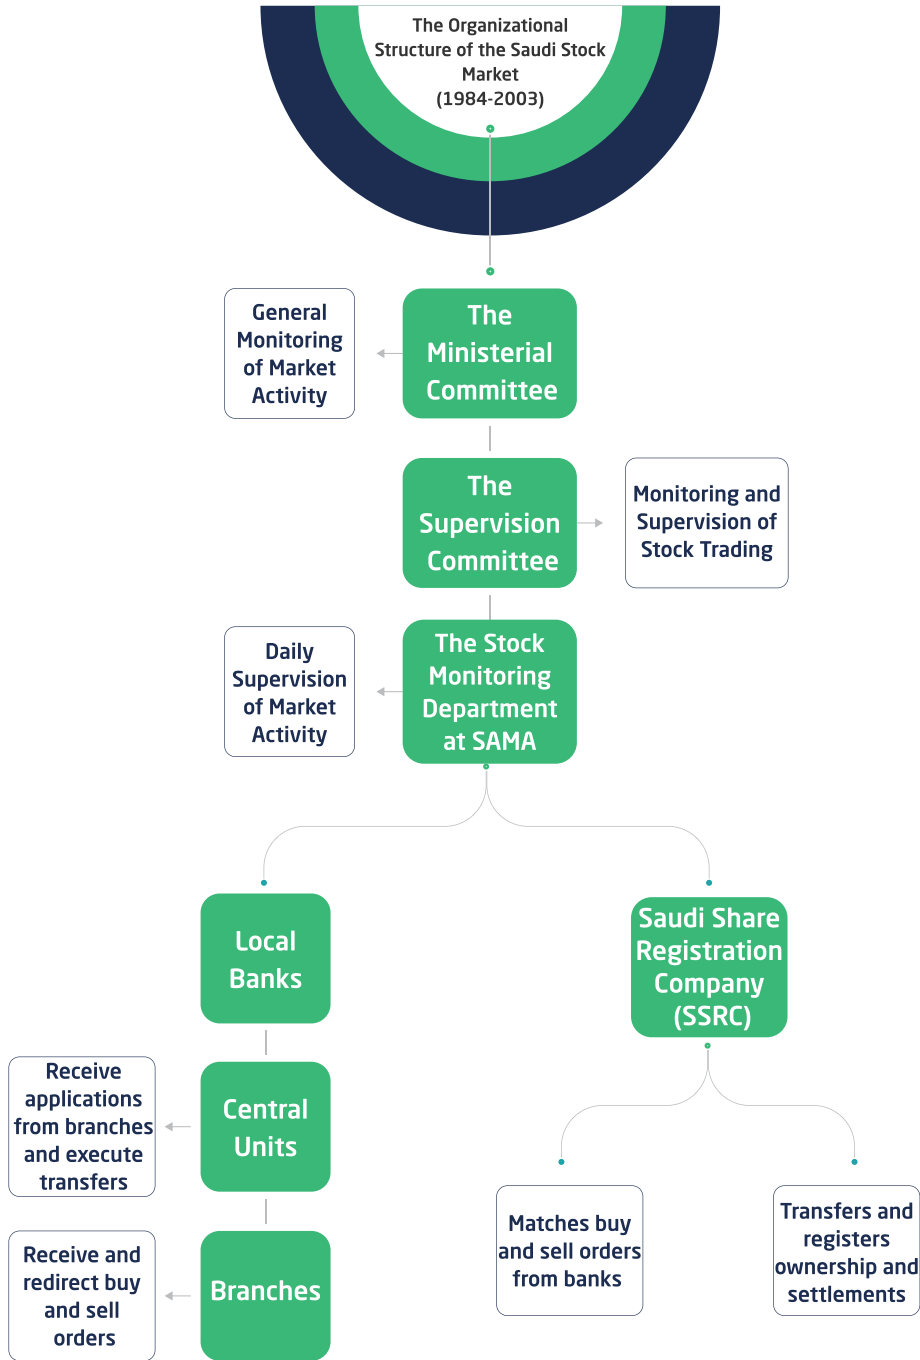 The Organizational
Structure of the Saudi Stock
Market
(1984-2003)
General
Monitoring
of Market
Activity
The
Ministerial
Committee
The
Supervision
Committee
Monitoring and
Supervision of
Stock Trading
Daily
Supervision
of Market
Activity
The Stock
Monitoring
Department
at SAMA
Local
Banks
Saudi Share
Registration
Company
(SSRC)
Receive
applications
from branches
and execute
transfers
Central
Units
Matches buy
and sell orders
from banks
Transfers and
registers
ownership and
settlements
Receive and
redirect buy
and sell
orders
Branches